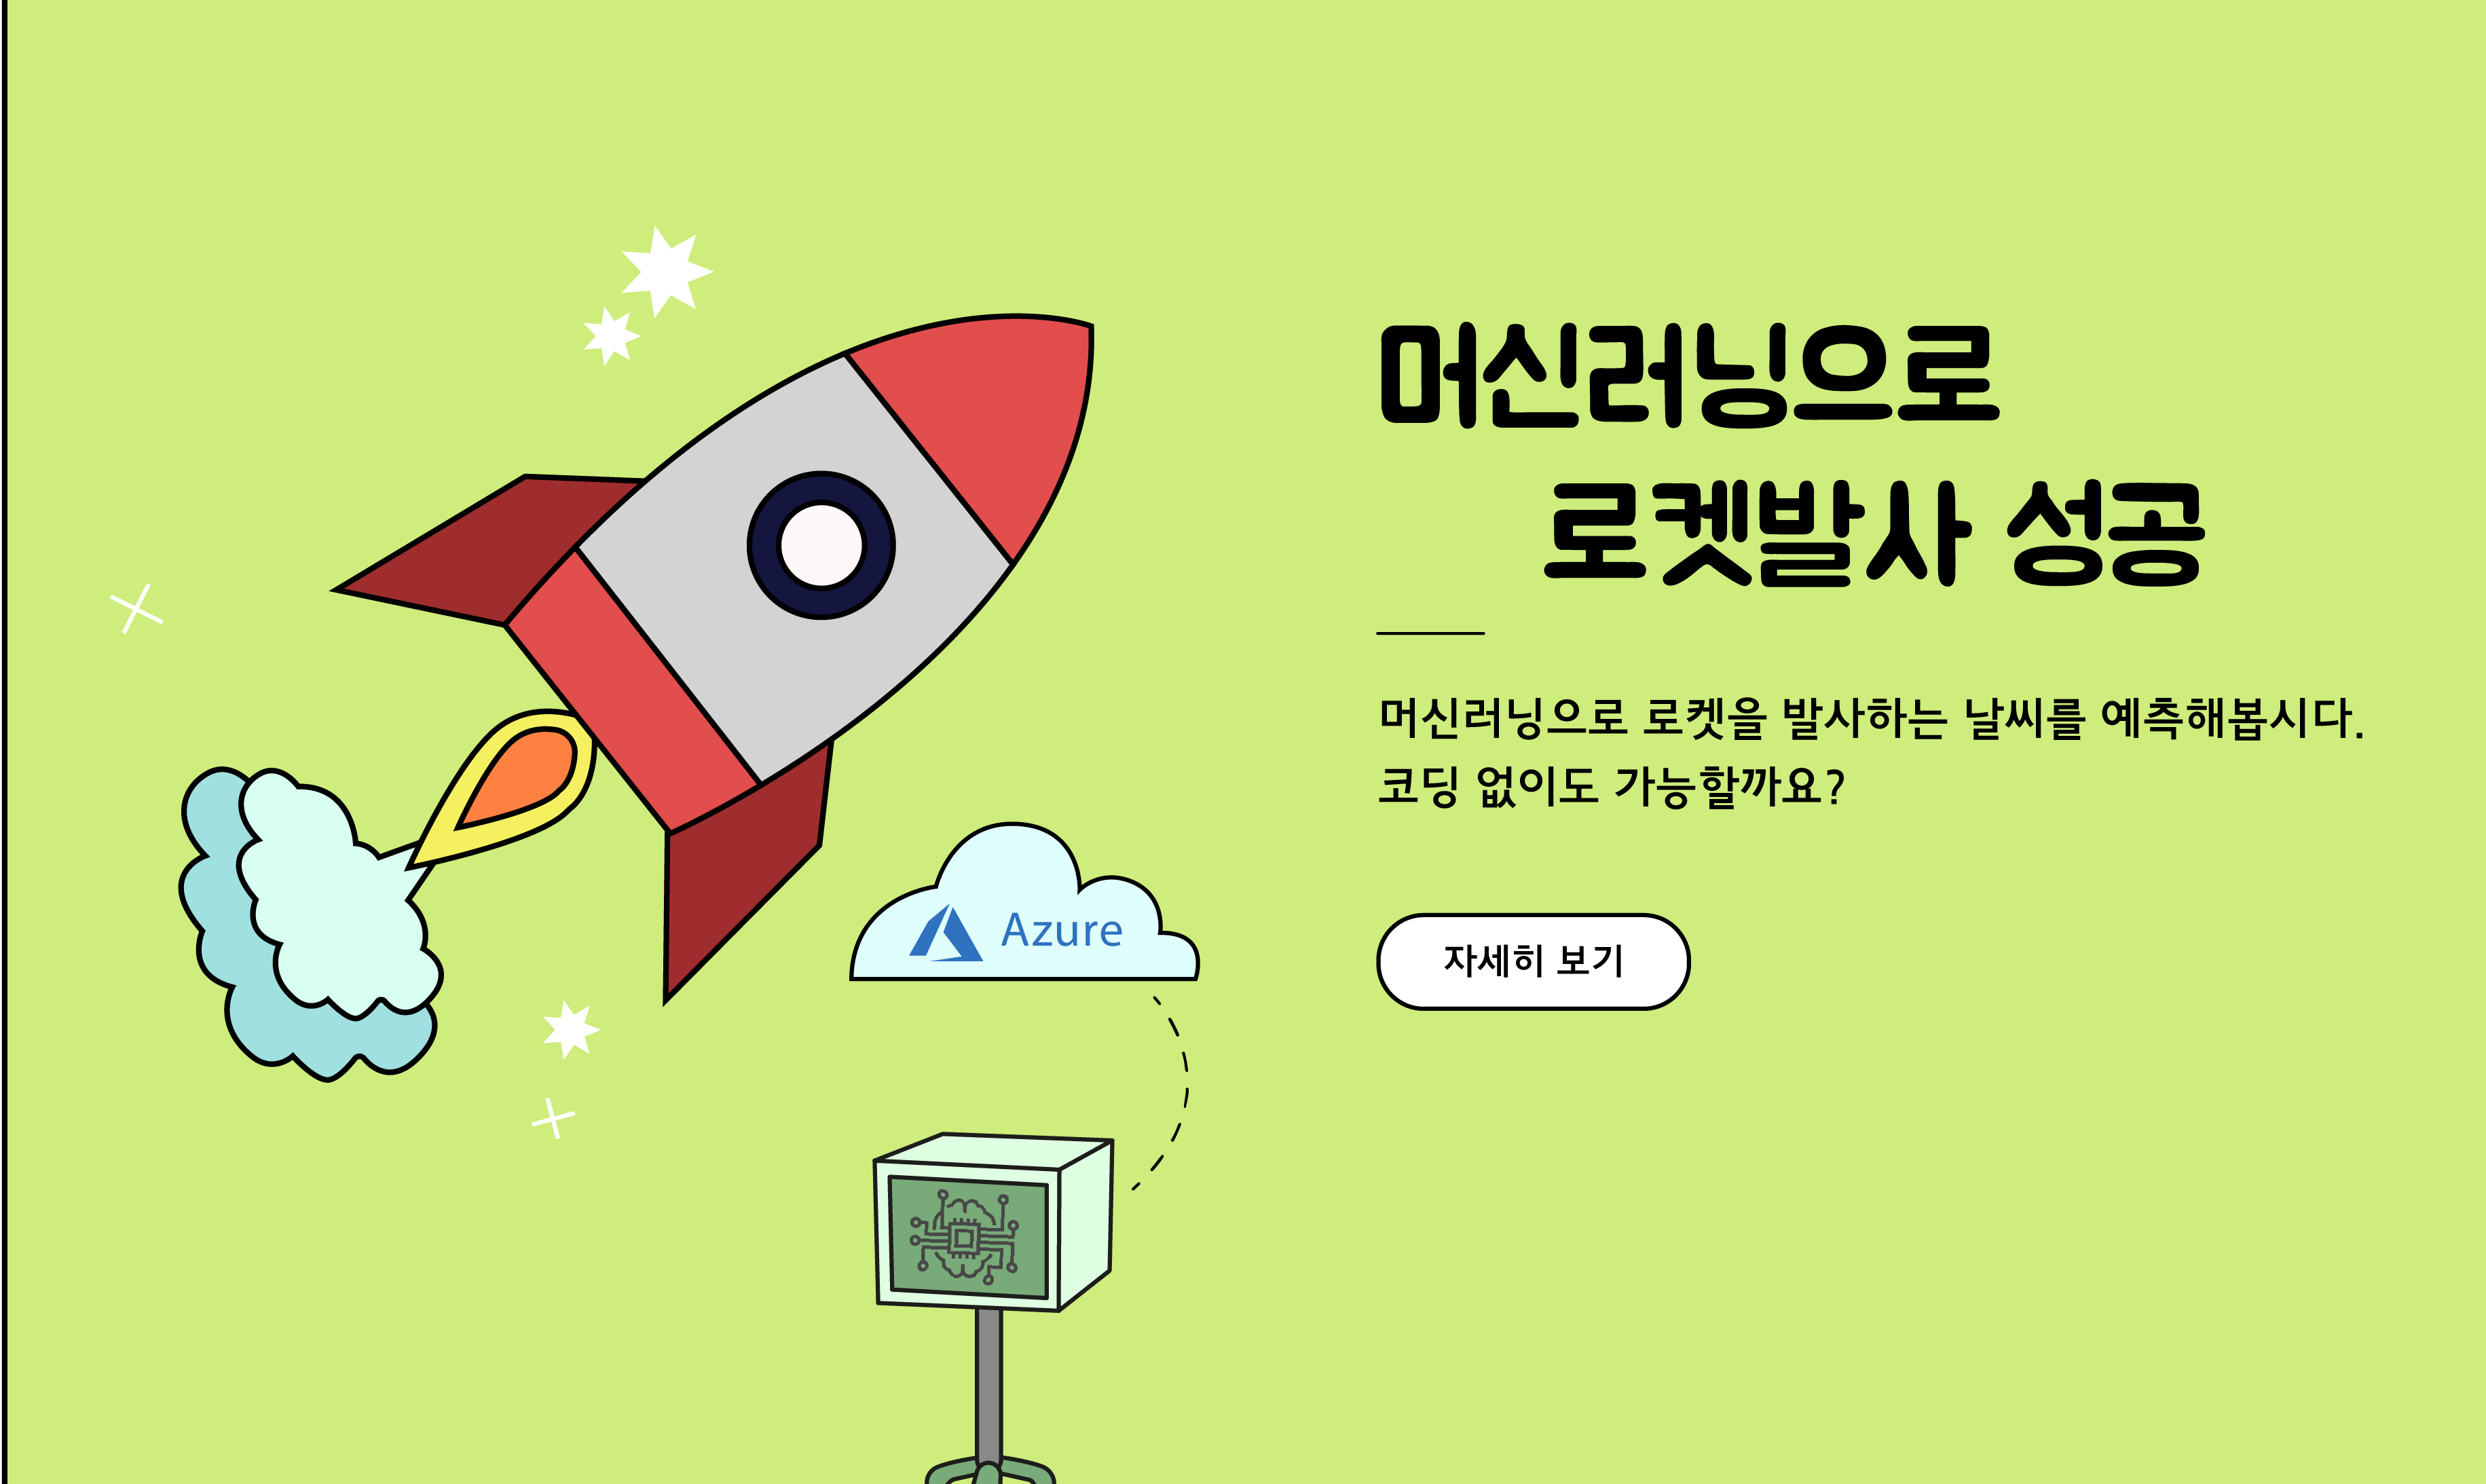 머신러닝으로
로켓발사 성공
머신러닝으로 로켓을 발사하는 날씨를 예측해봅시다.
코딩 없이도 가능할까요?
Azure
자세히 보기